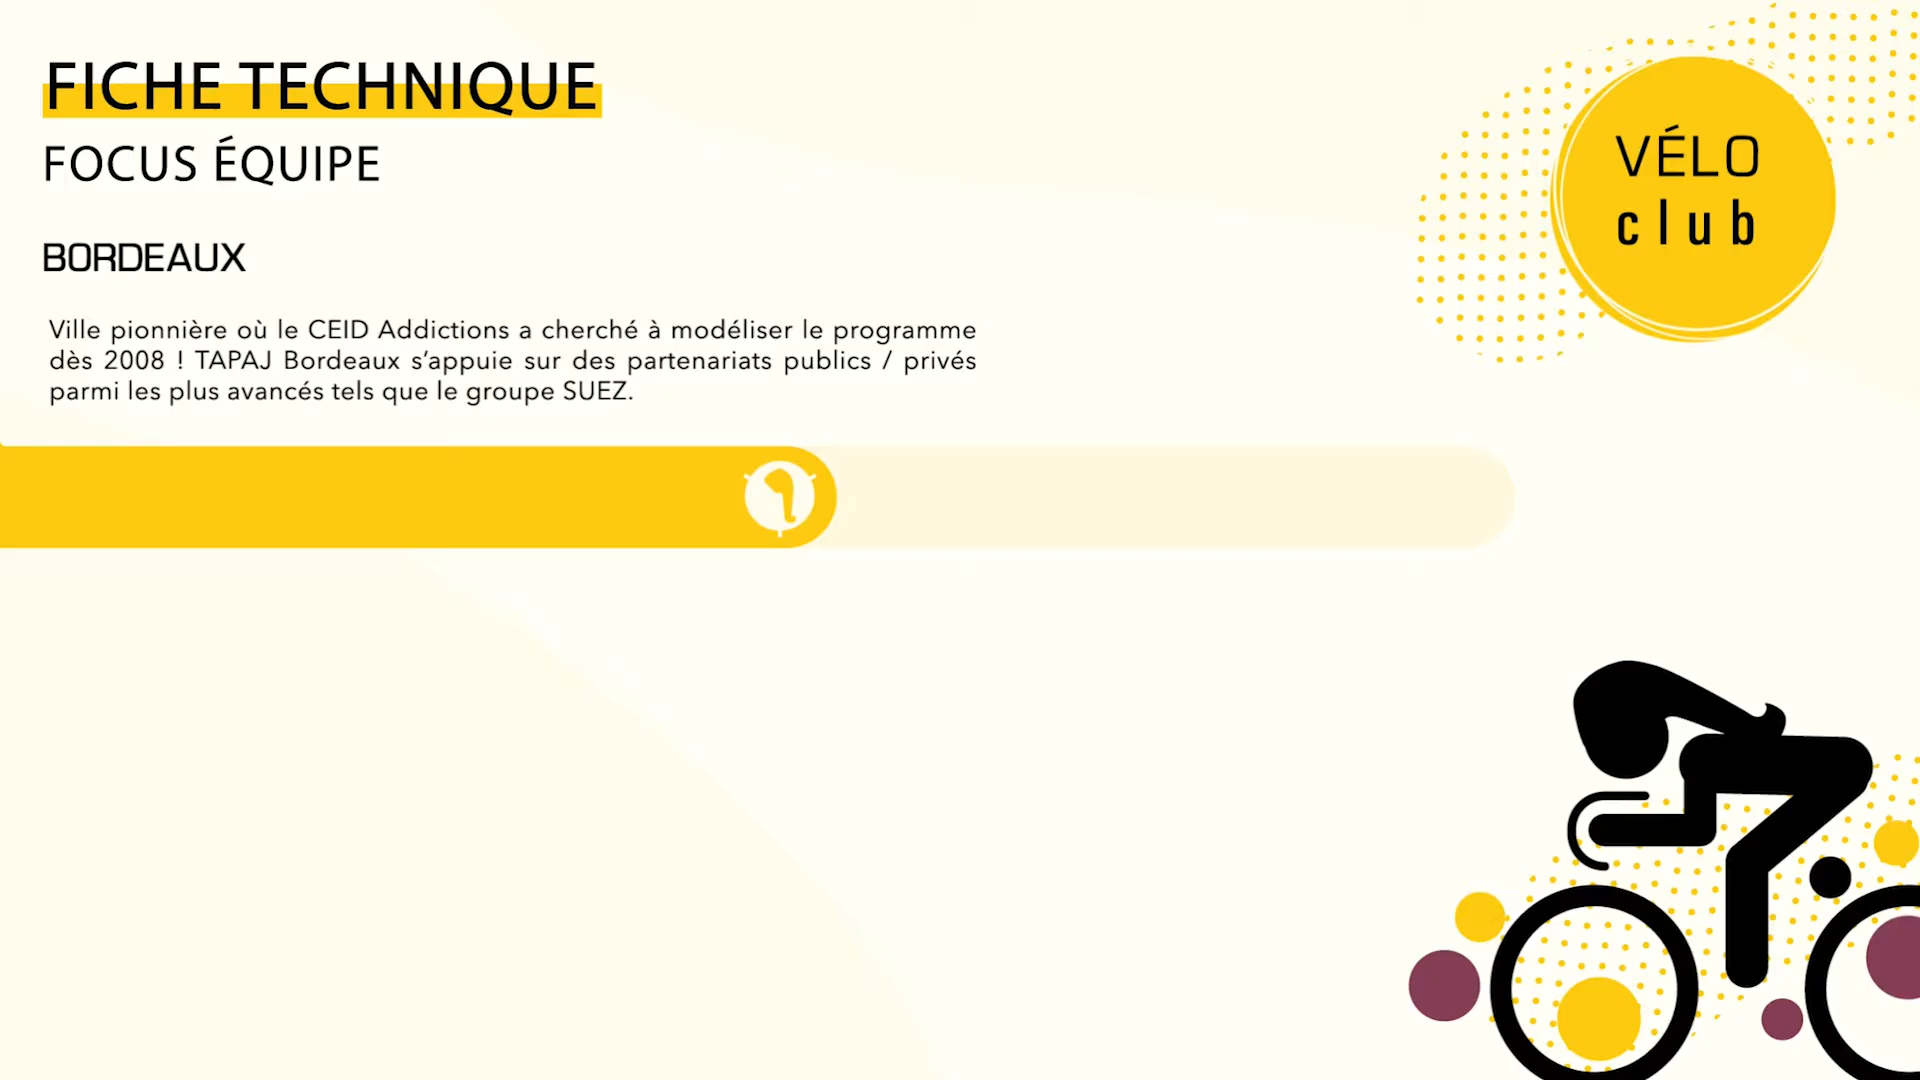 FICHE TECHNIQUE
FOCUS ÉQUIPE
VÉLO
club
BORDEAUX
Ville pionnière où le CEID Addictions a cherché à modéliser le programme
dès 2008 ! TAPAJ Bordeaux s’appuie sur des partenariats publics / privés
parmi les plus avancés tels que le groupe SUEZ.